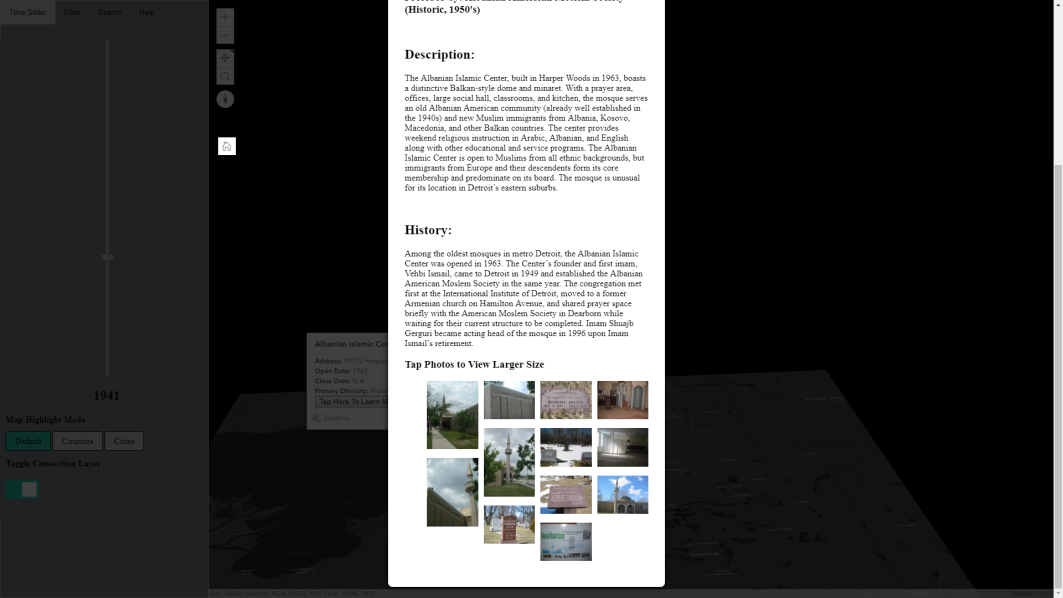 Time Slider
Filter
Search
Help
(Historic, 1950's)
Description:
The Albanian Islamic Center, built in Harper Woods in 1963, boasts
a distinctive Balkan-style dome and minaret. With a prayer area,
offices, large social hall, classrooms, and kitchen, the mosque serves
an old Albanian American community (already well established in
the 1940s) and new Muslim immigrants from Albania, Kosovo,
Macedonia, and other Balkan countries. The center provides
weekend religious instruction in Arabic, Albanian, and English
along with other educational and service programs. The Albanian
Islamic Center is open to Muslims from all ethnic backgrounds, but
immigrants from Europe and their descendents form its core
membership and predominate on its board. The mosque is unusual
for its location in Detroit’s eastern suburbs.
History:
Among the oldest mosques in metro Detroit, the Albanian Islamic
Center was opened in 1963. The Center’s founder and first imam,
Vehbi Ismail, came to Detroit in 1949 and established the Albanian
American Moslem Society in the same year. The congregation met
first at the International Institute of Detroit, moved to a former
Armenian church on Hamilton Avenue, and shared prayer space
briefly with the American Moslem Society in Dearborn while
waiting for their current structure to be completed. Imam Shuajb
Gerguri became acting head of the mosque in 1996 upon Imam
Ismail’s retirement.
Tap Photos to View Larger Size
Albanian Islamic Cen
Address: 19775 Harper
Open Date: 1962
Close Date: N/A
Primary Ethnicity:
Tap Here To Learn M
Zoom to
1941
Map Highlight Mode
Default
Counties
Cities
Toggle Connection Layer